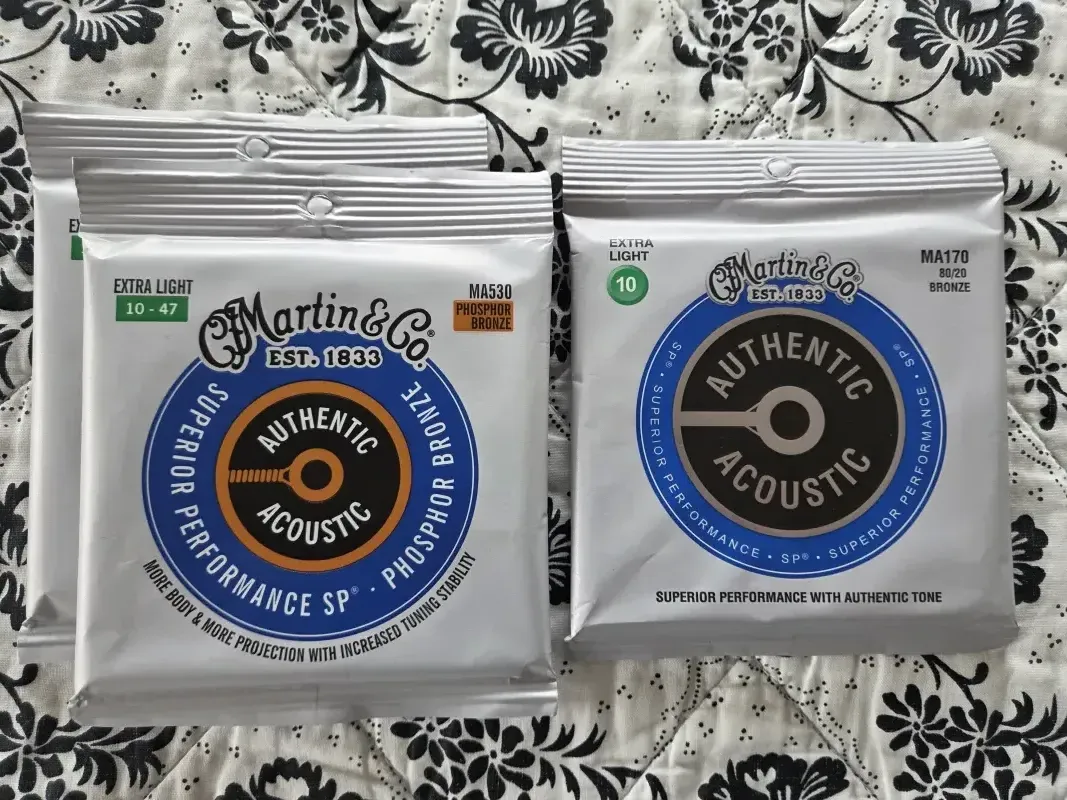 EXTRA LIGHT
10 - 47
MA530
PHOSPHOR
BRONZE
Martin & Co.®
EST. 1833
SUPERIOR PERFORMANCE SP® · PHOSPHOR BRONZE
AUTHENTIC
ACOUSTIC
MORE BODY & MORE PROJECTION WITH INCREASED TUNING STABILITY
EXTRA
LIGHT
10
MA170
80/20
BRONZE
Martin & Co.
EST. 1833
SP® · SUPERIOR PERFORMANCE · SP® · SUPERIOR PERFORMANCE · SP®
AUTHENTIC
ACOUSTIC
SUPERIOR PERFORMANCE WITH AUTHENTIC TONE